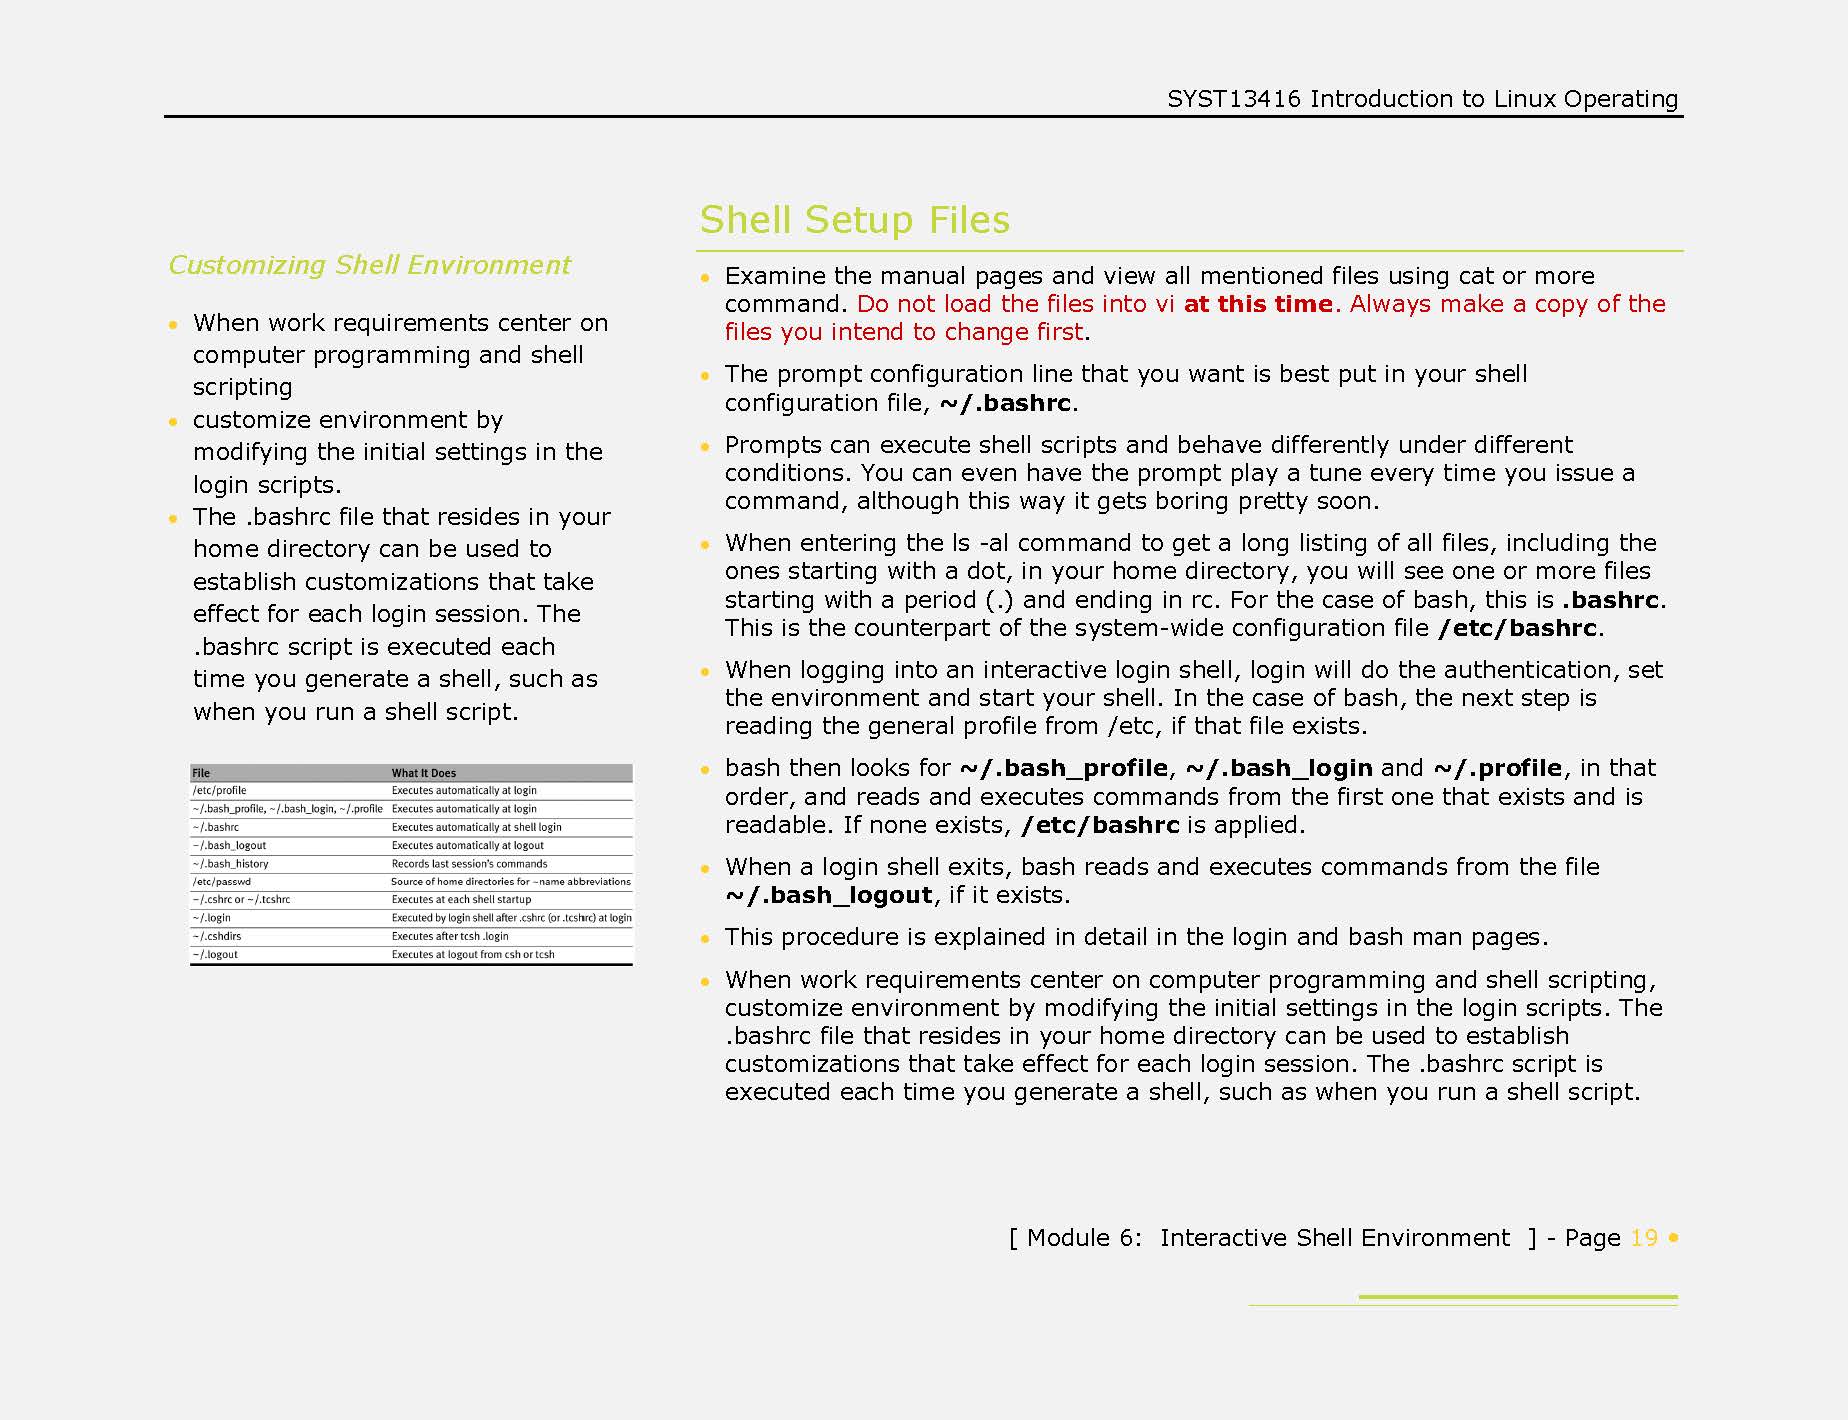 SYST13416 Introduction to Linux Operating
Customizing Shell Environment
• When work requirements center on
computer programming and shell
scripting
• customize environment by
modifying the initial settings in the
login scripts.
• The .bashrc file that resides in your
home directory can be used to
establish customizations that take
effect for each login session. The
.bashrc script is executed each
time you generate a shell, such as
when you run a shell script.
File What It Does
/etc/profile Executes automatically at login
~/.bash_profile, ~/.bash_login, ~/.profile Executes automatically at login
~/.bashrc Executes automatically at shell login
~/.bash_logout Executes automatically at logout
~/.bash_history Records last session's commands
/etc/passwd Source of home directories for ~name abbreviations
~/.cshrc or ~/.tcshrc Executes at each shell startup
~/.login Executed by login shell after .cshrc (or .tcshrc) at login
~/.cshdirs Executes after tcsh .login
~/.logout Executes at logout from csh or tcsh
Shell Setup Files
• Examine the manual pages and view all mentioned files using cat or more
command. Do not load the files into vi at this time. Always make a copy of the
files you intend to change first.
• The prompt configuration line that you want is best put in your shell
configuration file, ~/.bashrc.
• Prompts can execute shell scripts and behave differently under different
conditions. You can even have the prompt play a tune every time you issue a
command, although this way it gets boring pretty soon.
• When entering the ls -al command to get a long listing of all files, including the
ones starting with a dot, in your home directory, you will see one or more files
starting with a period (.) and ending in rc. For the case of bash, this is .bashrc.
This is the counterpart of the system-wide configuration file /etc/bashrc.
• When logging into an interactive login shell, login will do the authentication, set
the environment and start your shell. In the case of bash, the next step is
reading the general profile from /etc, if that file exists.
• bash then looks for ~/.bash_profile, ~/.bash_login and ~/.profile, in that
order, and reads and executes commands from the first one that exists and is
readable. If none exists, /etc/bashrc is applied.
• When a login shell exits, bash reads and executes commands from the file
~/.bash_logout, if it exists.
• This procedure is explained in detail in the login and bash man pages.
• When work requirements center on computer programming and shell scripting,
customize environment by modifying the initial settings in the login scripts. The
.bashrc file that resides in your home directory can be used to establish
customizations that take effect for each login session. The .bashrc script is
executed each time you generate a shell, such as when you run a shell script.
[ Module 6: Interactive Shell Environment ] - Page 19 •